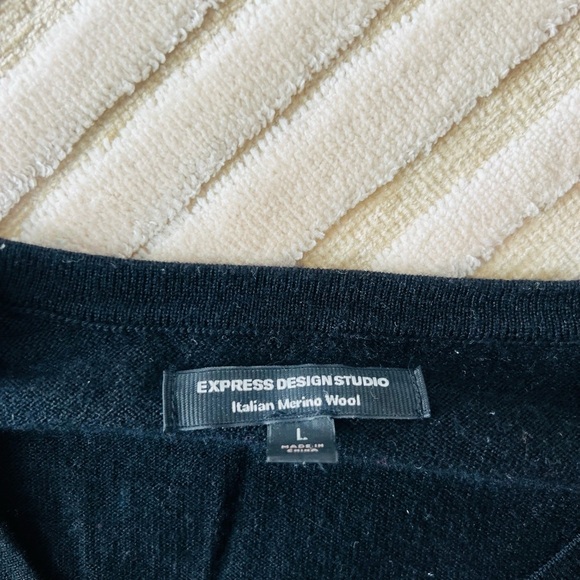 EXPRESS DESIGN STUDIO
Italian Merino Wool
L
MADE IN
CHINA